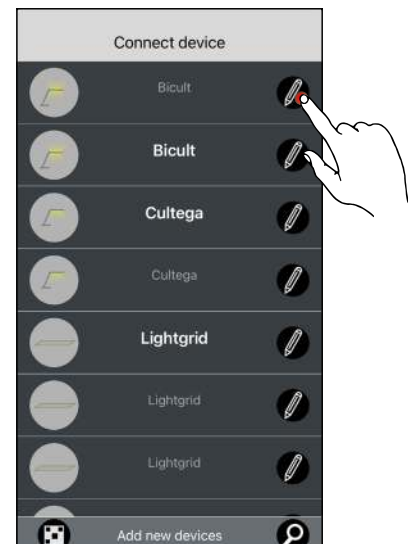 Connect device
Bicult
Bicult
Cultega
Cultega
Lightgrid
Lightgrid
Lightgrid
Add new devices